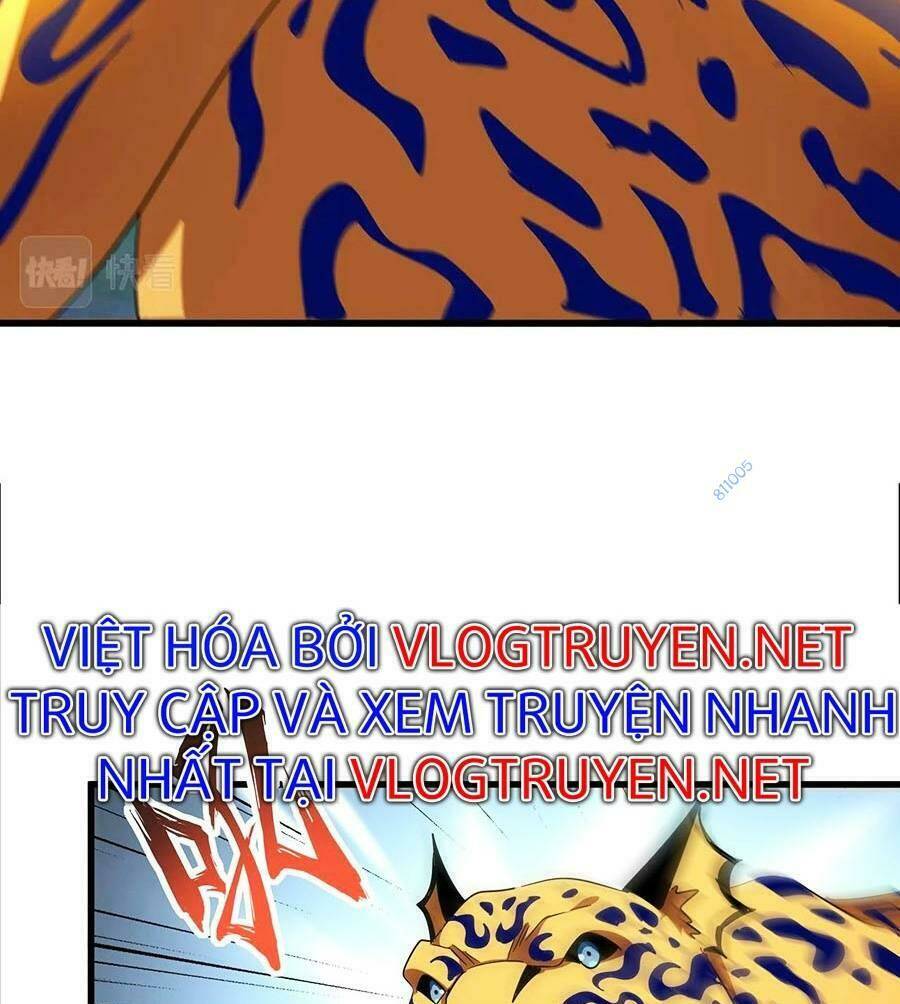 快看! 快看
811005
VIỆT HÓA BỞI VLOGTRUYEN.NET
TRUY CẬP VÀ XEM TRUYỆN NHANH
NHẤT TẠI VLOGTRUYEN.NET